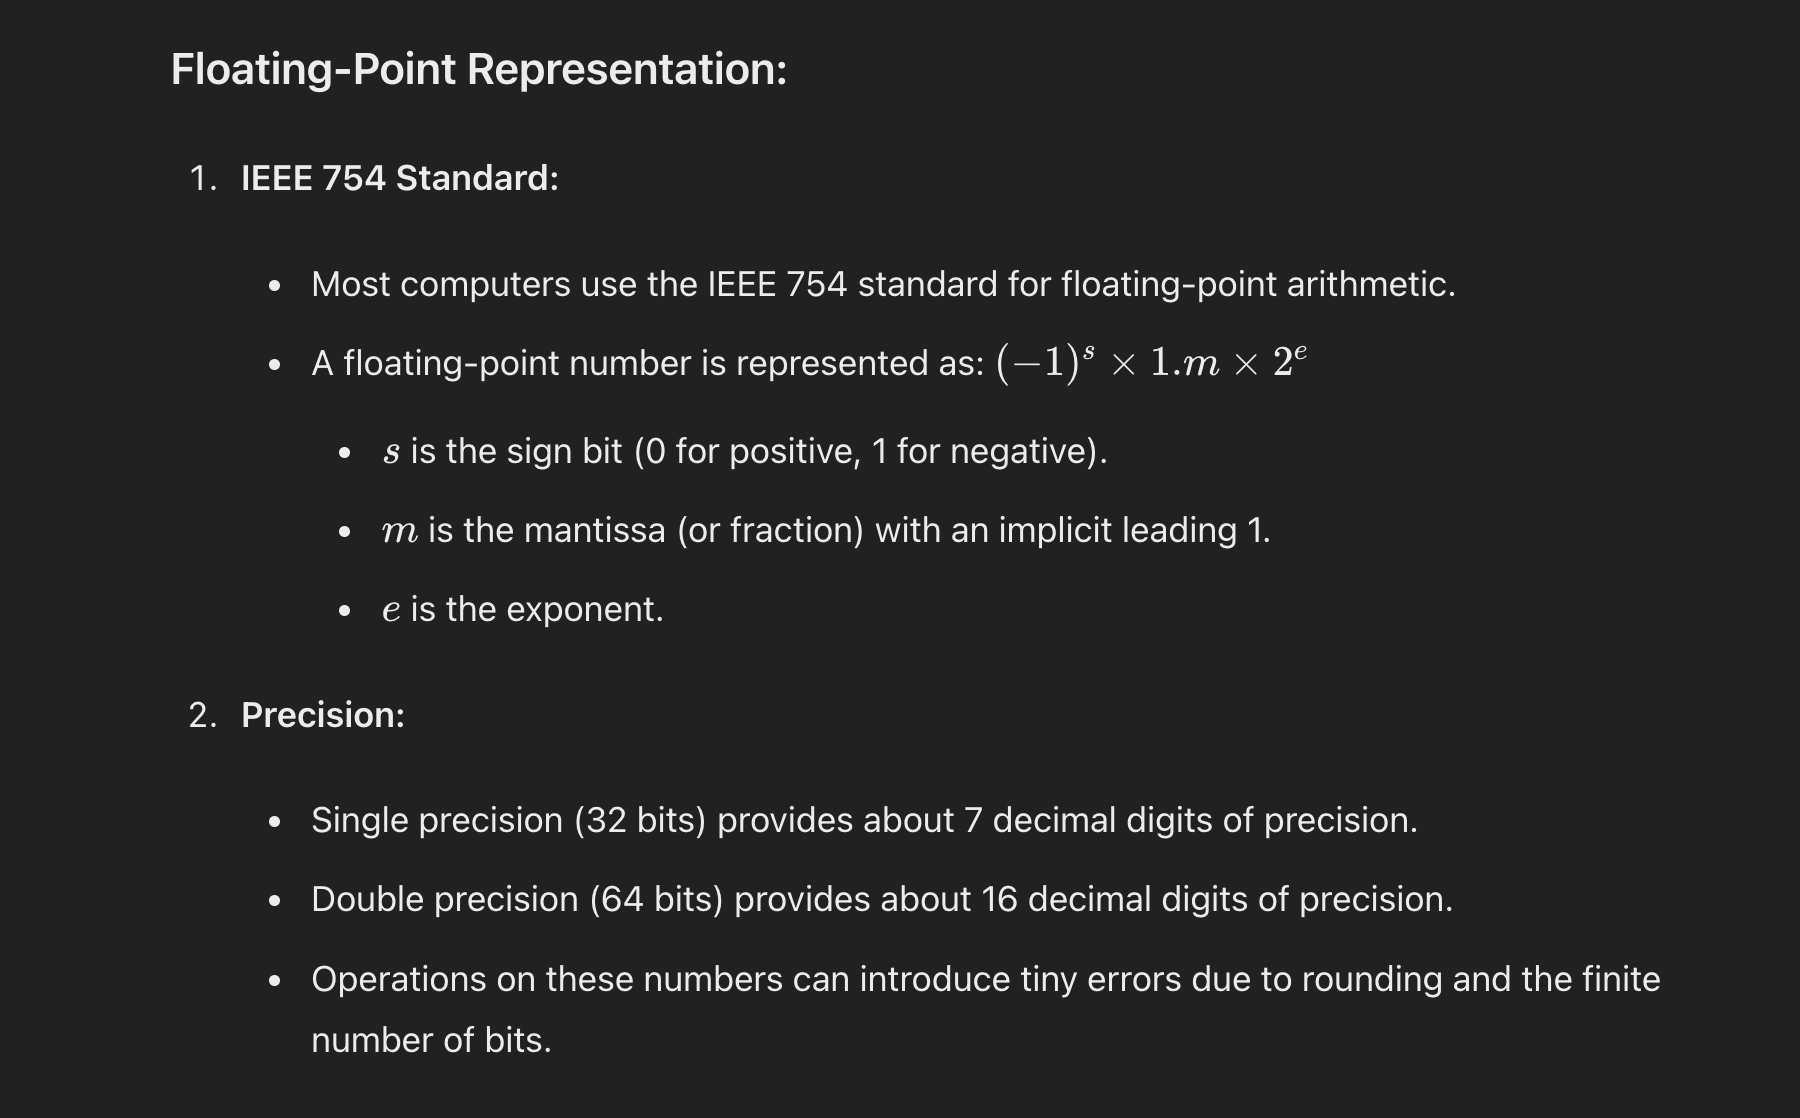 Floating-Point Representation:
1. IEEE 754 Standard:
• Most computers use the IEEE 754 standard for floating-point arithmetic.
• A floating-point number is represented as: $(-1)^s \times 1.m \times 2^e$
• $s$ is the sign bit (0 for positive, 1 for negative).
• $m$ is the mantissa (or fraction) with an implicit leading 1.
• $e$ is the exponent.
2. Precision:
• Single precision (32 bits) provides about 7 decimal digits of precision.
• Double precision (64 bits) provides about 16 decimal digits of precision.
• Operations on these numbers can introduce tiny errors due to rounding and the finite
number of bits.